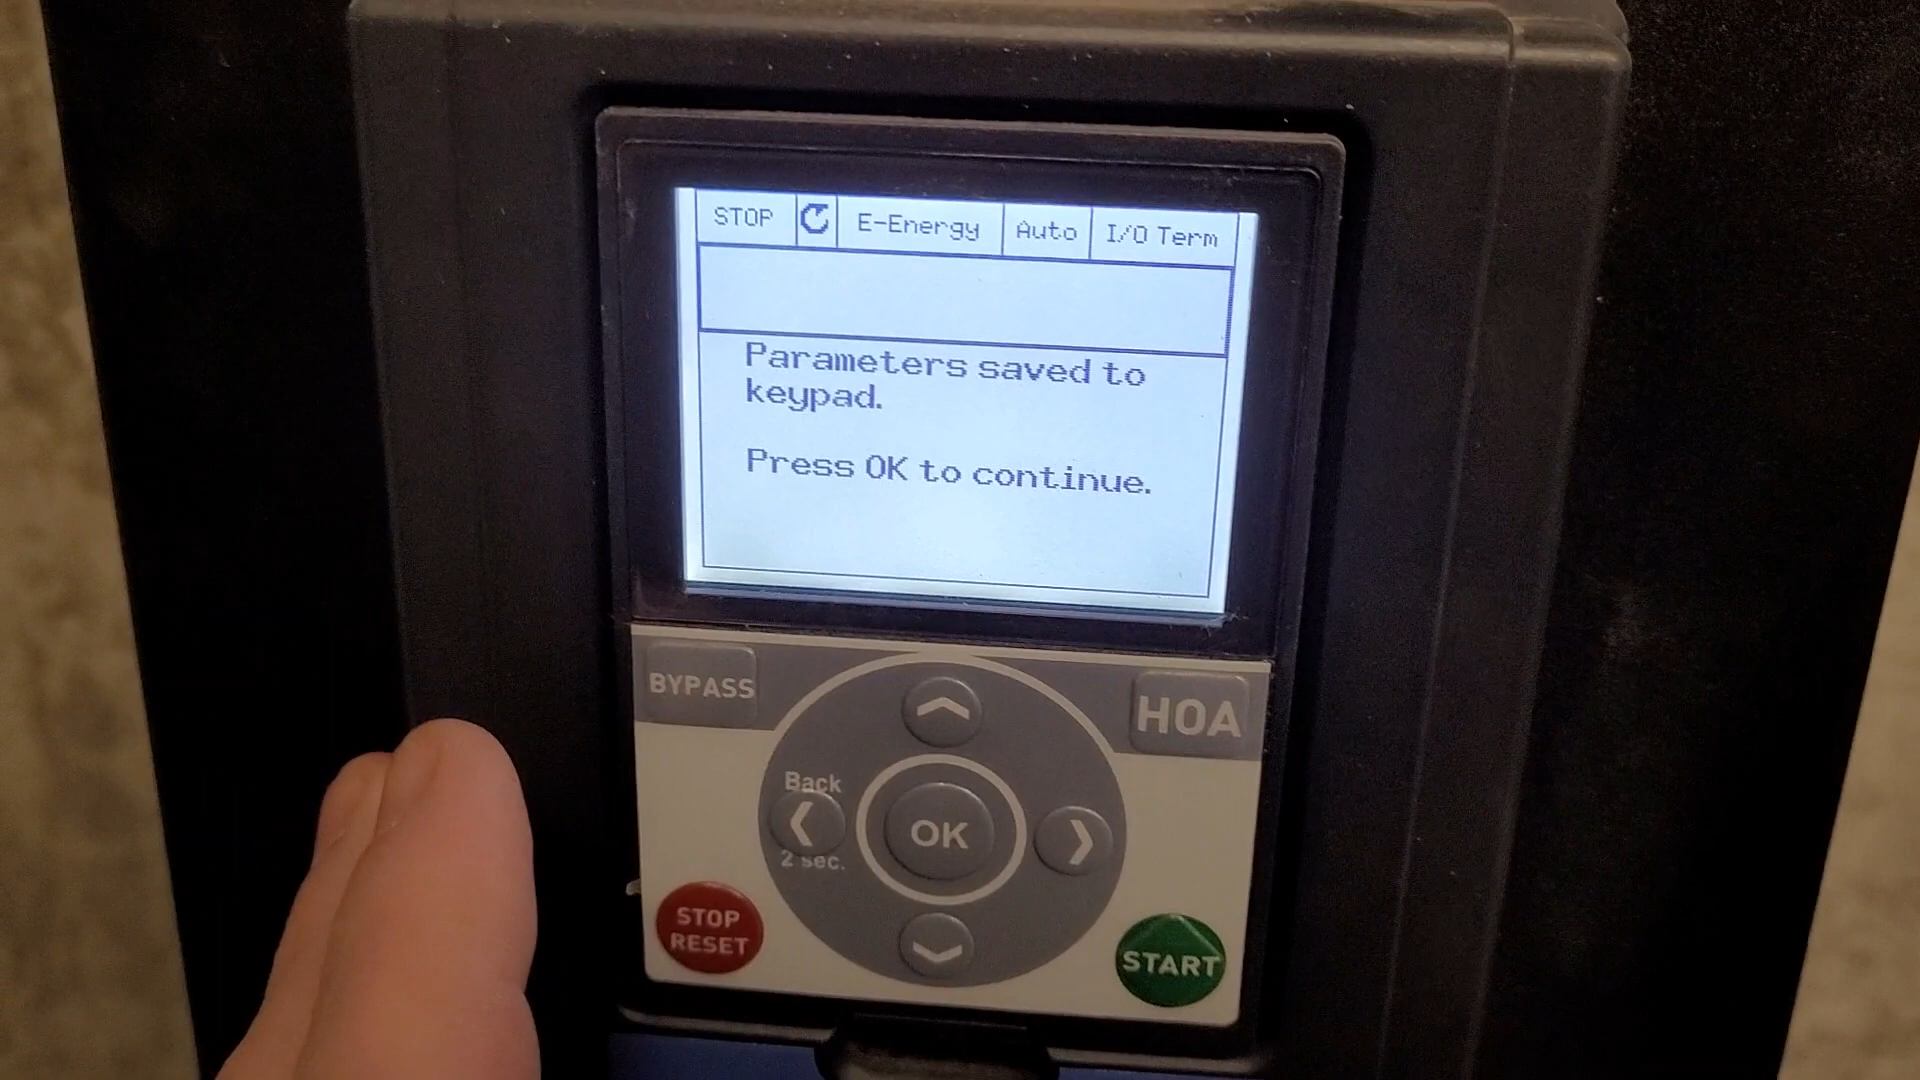 STOP E-Energy Auto I/O Term
Parameters saved to
keypad.
Press OK to continue.
BYPASS
HOA
Back
OK
2 sec.
STOP
RESET
START